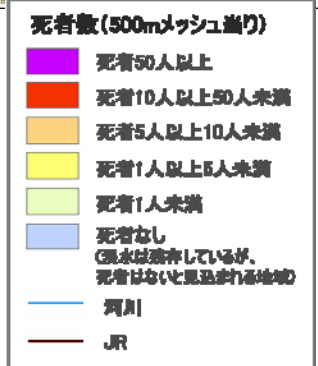 死者数(500mメッシュ当り)
死者50人以上
死者10人以上50人未満
死者5人以上10人未満
死者1人以上5人未満
死者1人未満
死者なし
(浸水は残存しているが、
死者はないと見込まれる地域)
河川
JR